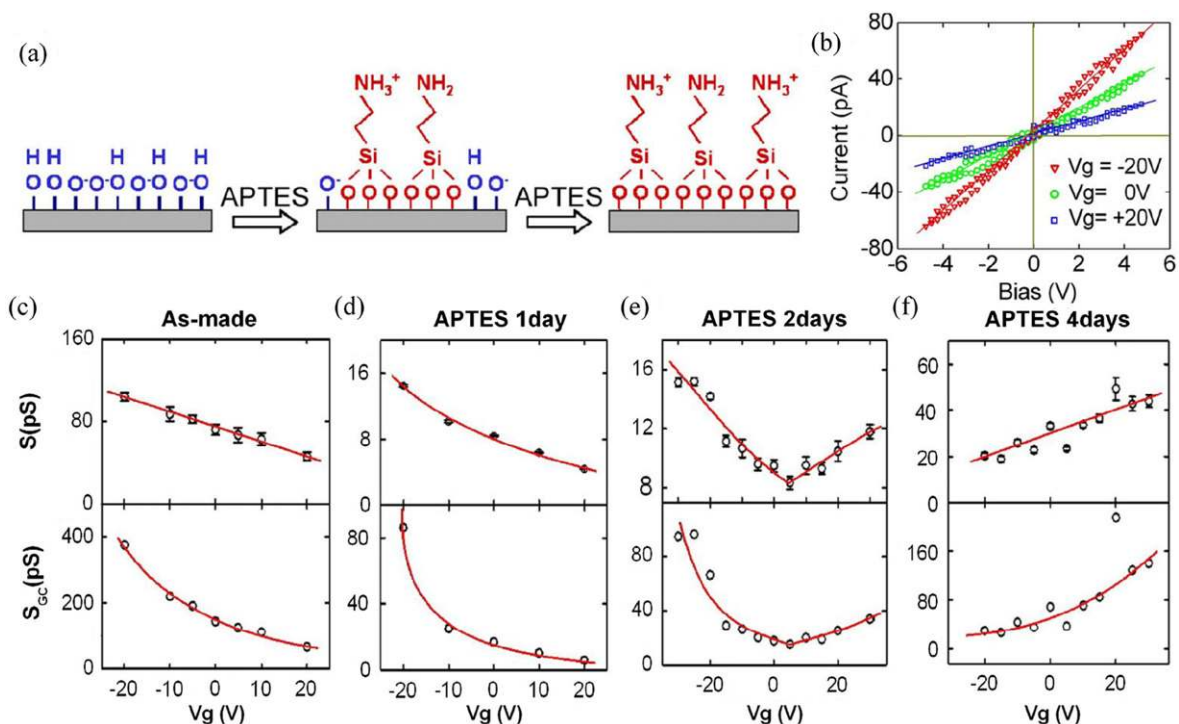 (a)
NH3+ NH2
Si Si
H H H H H
O O O- O O- O O- O
APTES
O- O O O O O O O O-
H
APTES
NH3+ NH2 NH3+
Si Si Si
O O O O O O O O O
(b)
Current (pA)
80
40
0
-40
-80
Vg = -20V
Vg= 0V
Vg= +20V
-6 -4 -2 0 2 4 6
Bias (V)
(c) As-made
(d) APTES 1day
(e) APTES 2days
(f) APTES 4days
S(pS)
160
80
0
16
8
0
16
12
8
60
40
20
0
SGC(pS)
400
200
0
80
40
0
80
40
0
160
80
0
-20 -10 0 10 20
Vg (V)
-20 -10 0 10 20
Vg (V)
-20 0 20
Vg (V)
-20 0 20
Vg (V)